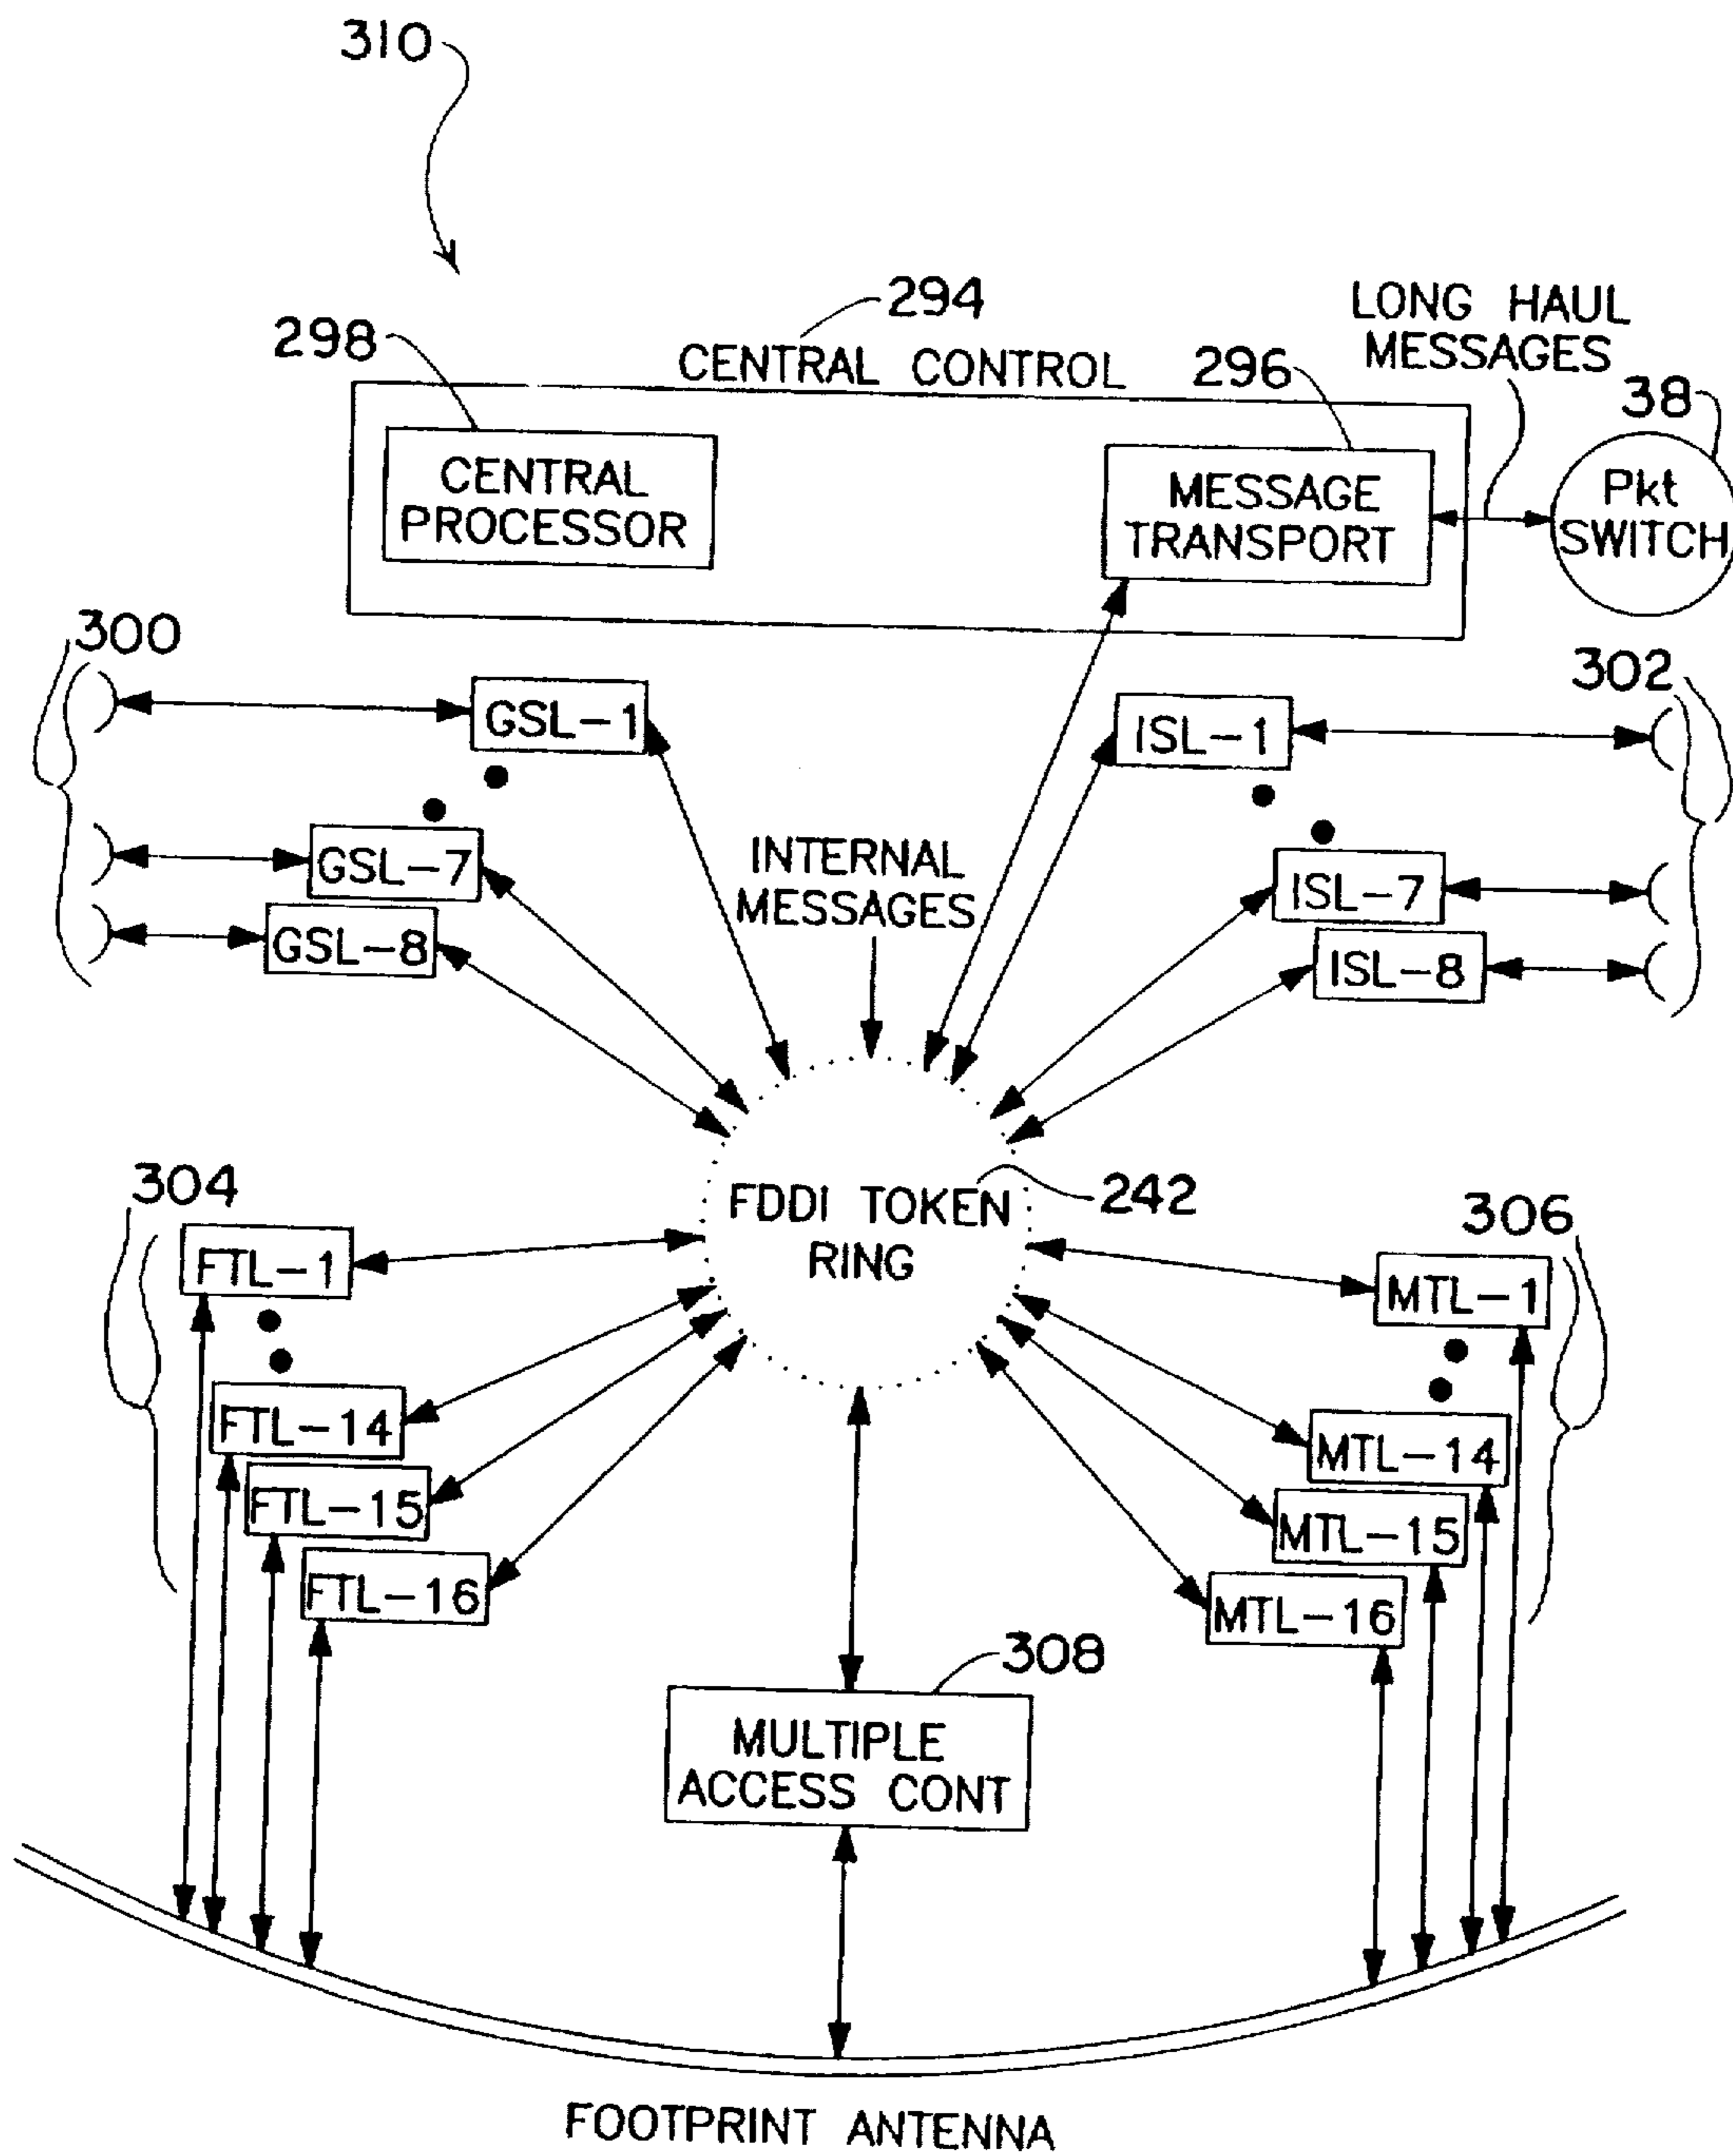 310
294
LONG HAUL
MESSAGES
298
CENTRAL CONTROL
296
38
CENTRAL
PROCESSOR
MESSAGE
TRANSPORT
Pkt
SWITCH
300
302
GSL-1
ISL-1
INTERNAL
MESSAGES
GSL-7
ISL-7
GSL-8
ISL-8
304
FDDI TOKEN
RING
242
306
FTL-1
MTL-1
FTL-14
MTL-14
FTL-15
MTL-15
FTL-16
MTL-16
308
MULTIPLE
ACCESS CONT
FOOTPRINT ANTENNA